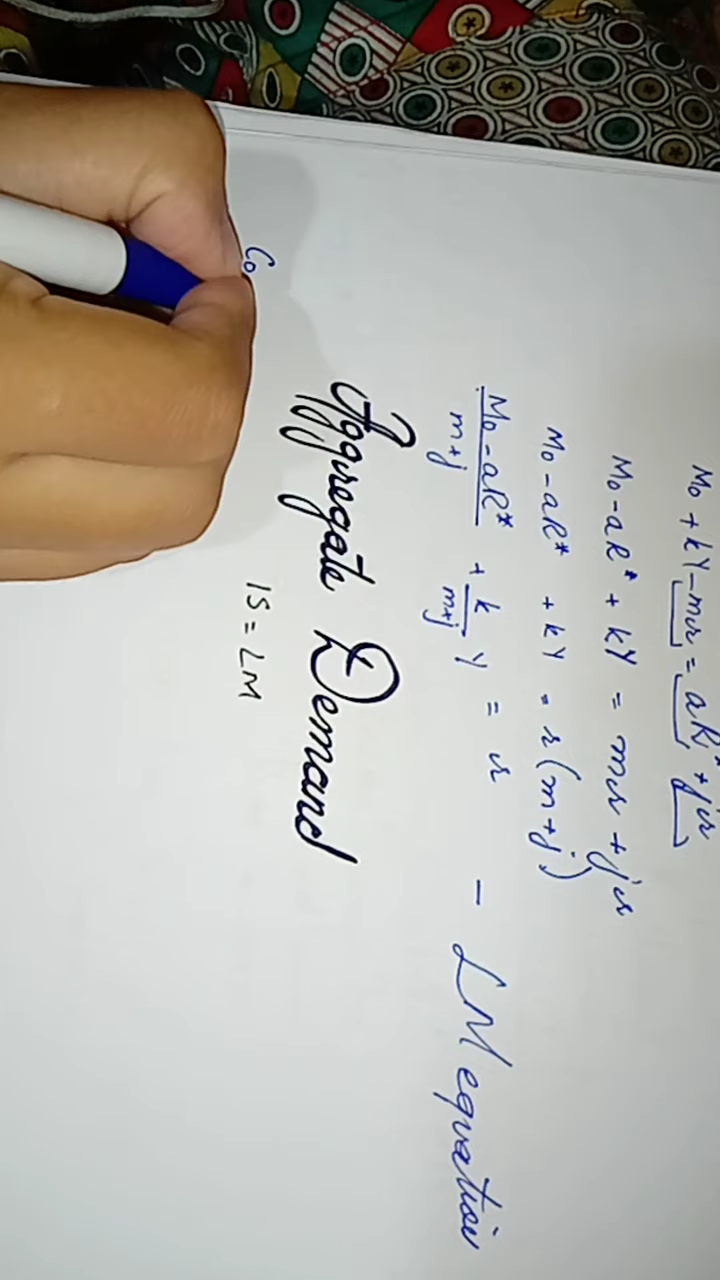 M₀ + kY - mr = aR* + jr
M₀ - aR* + kY = mr + jr
M₀ - aR* + kY = r(m+j)
M₀ - aR* / m+j + k / m+j Y = r - LM equation
Aggregate Demand
IS = LM
C₀